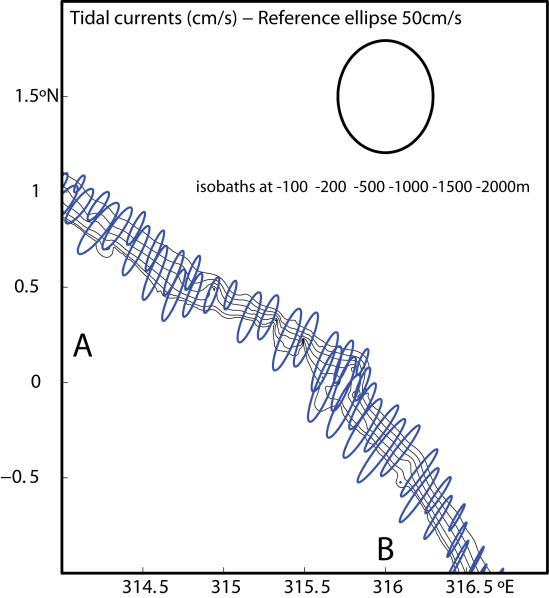 Tidal currents (cm/s) – Reference ellipse 50cm/s
1.5ºN
isobaths at -100 -200 -500 -1000 -1500 -2000m
1
0.5
A
0
−0.5
B
314.5 315 315.5 316 316.5 ºE